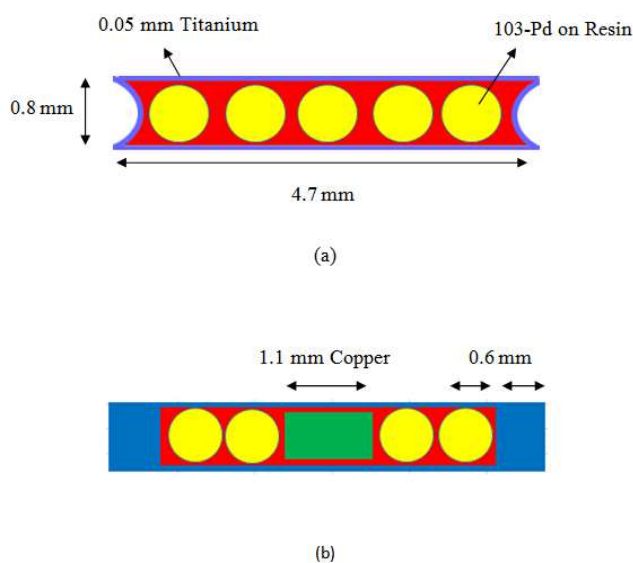 0.05 mm Titanium
103-Pd on Resin
0.8 mm
4.7 mm
(a)
1.1 mm Copper
0.6 mm
(b)